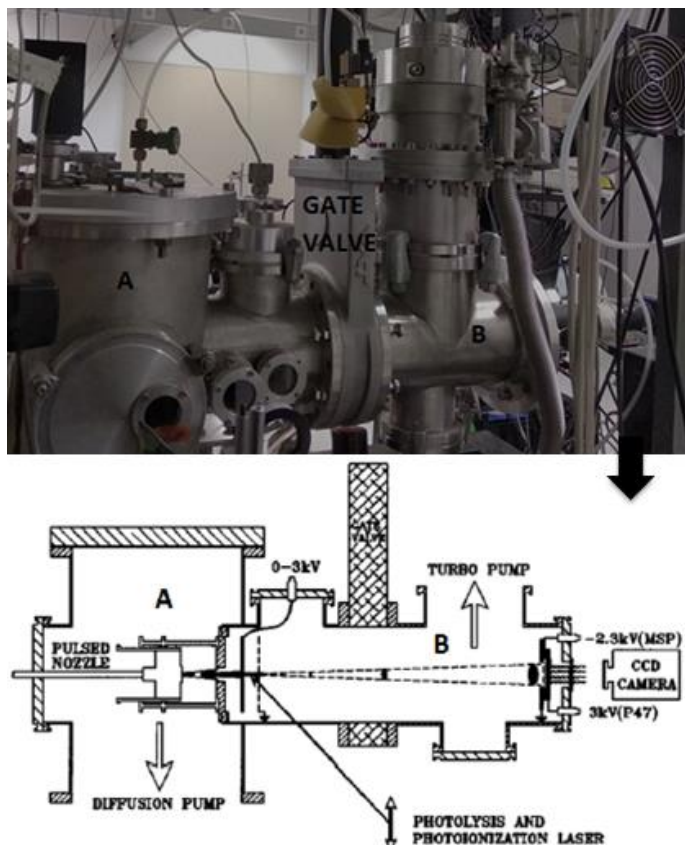 GATE
VALVE
A
B
GATE
VALVE
0-3kV
TURBO PUMP
A
B
PULSED
NOZZLE
-2.3kV(MSP)
CCD
CAMERA
3kV(P47)
DIFFUSION PUMP
PHOTOLYSIS AND
PHOTOIONIZATION LASER